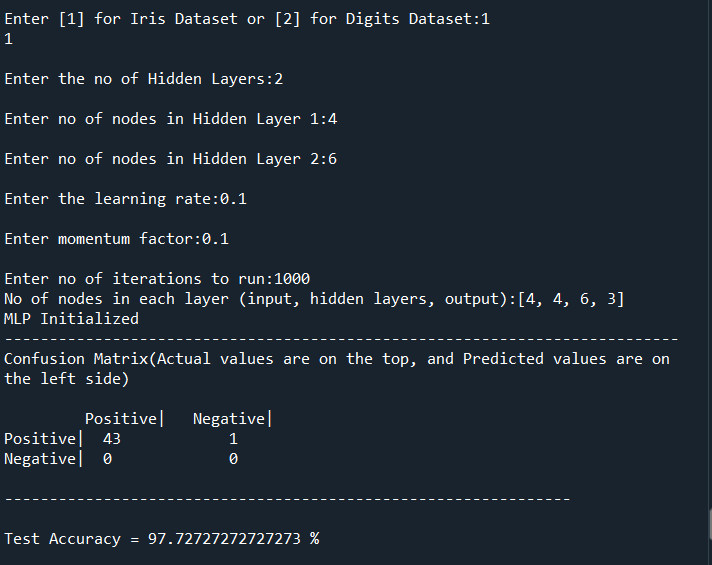 Enter [1] for Iris Dataset or [2] for Digits Dataset:1
1
Enter the no of Hidden Layers:2
Enter no of nodes in Hidden Layer 1:4
Enter no of nodes in Hidden Layer 2:6
Enter the learning rate:0.1
Enter momentum factor:0.1
Enter no of iterations to run:1000
No of nodes in each layer (input, hidden layers, output):[4, 4, 6, 3]
MLP Initialized
---------------------------------------------------------------------------
Confusion Matrix(Actual values are on the top, and Predicted values are on
the left side)
Positive|   Negative|
Positive|  43            1
Negative|  0             0
---------------------------------------------------------------
Test Accuracy = 97.72727272727273 %